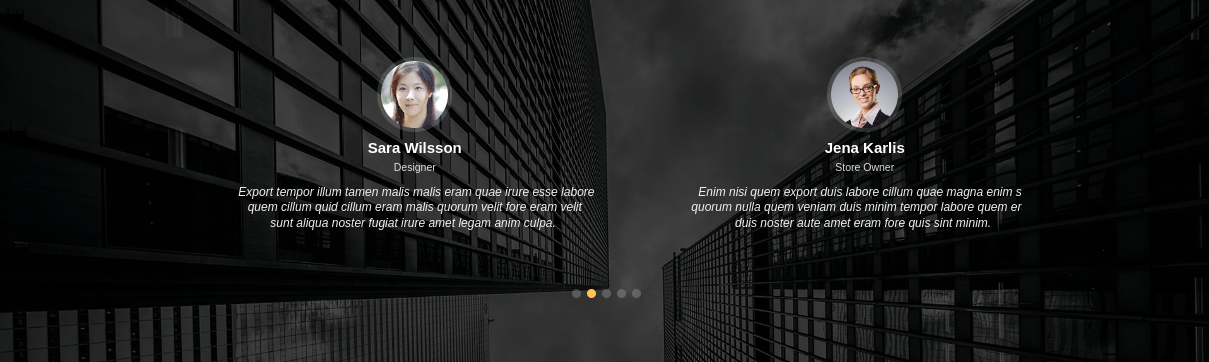 Sara Wilsson
Designer
Export tempor illum tamen malis malis eram quae irure esse labore
quem cillum quid cillum eram malis quorum velit fore eram velit
sunt aliqua noster fugiat irure amet legam anim culpa.
Jena Karlis
Store Owner
Enim nisi quem export duis labore cillum quae magna enim s
quorum nulla quem veniam duis minim tempor labore quem er
duis noster aute amet eram fore quis sint minim.